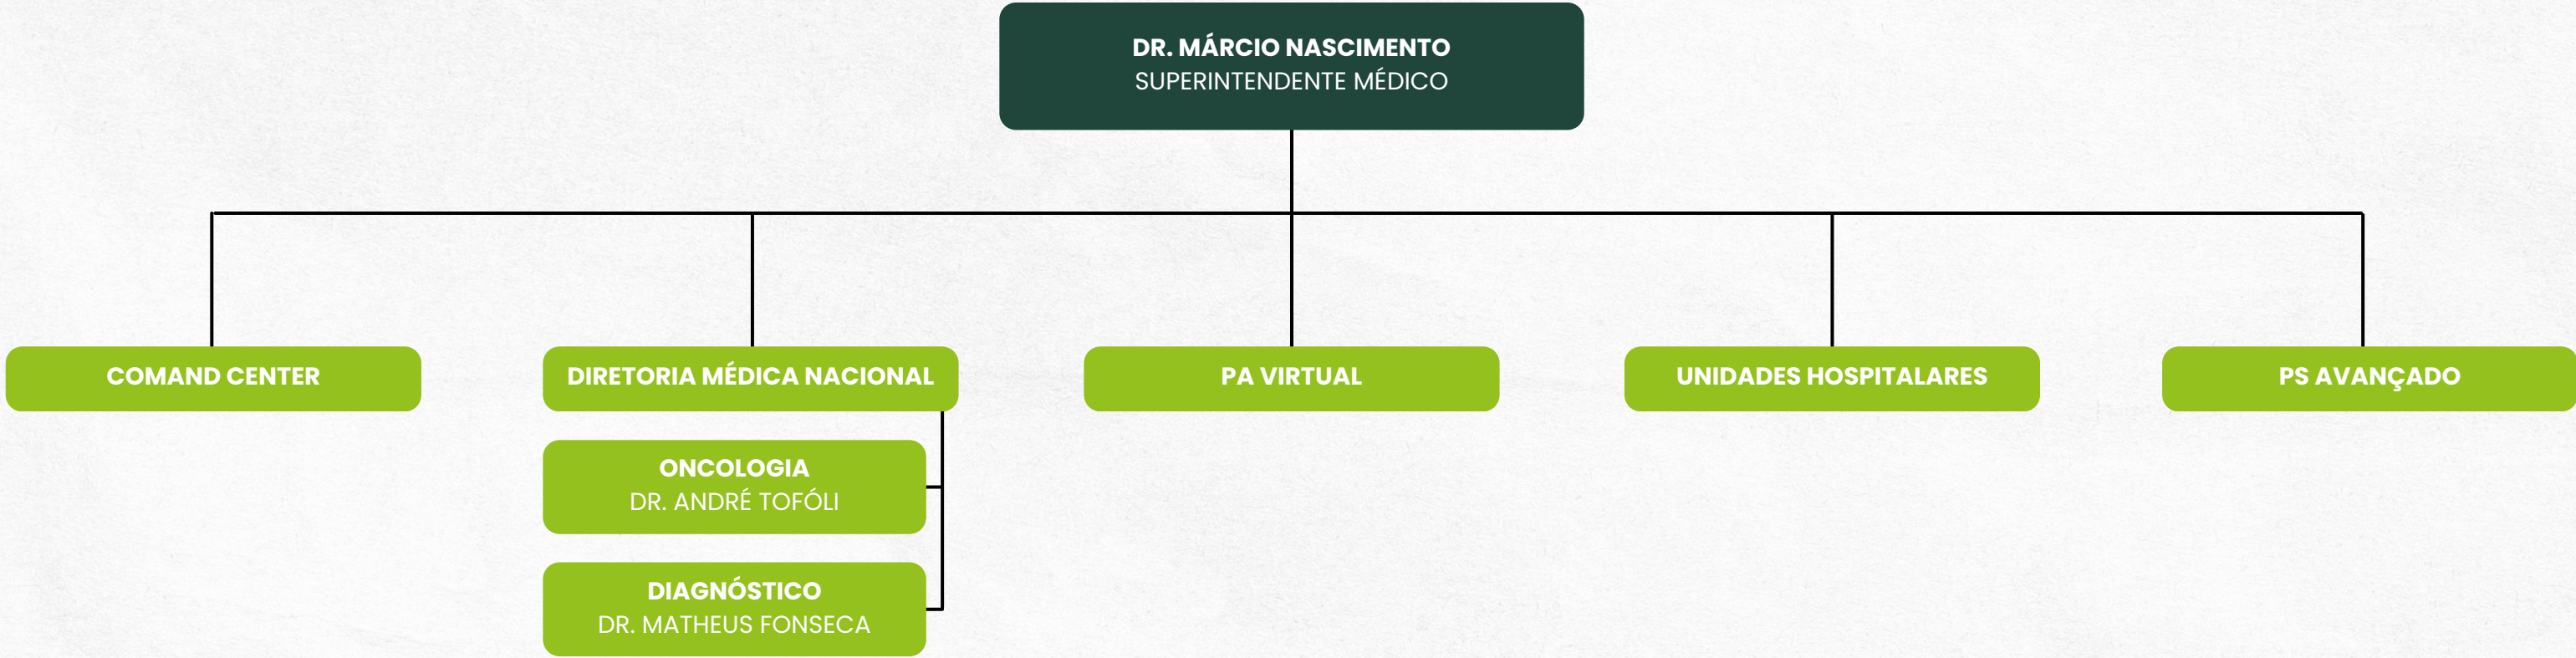 DR. MÁRCIO NASCIMENTO
SUPERINTENDENTE MÉDICO
COMAND CENTER
DIRETORIA MÉDICA NACIONAL
PA VIRTUAL
UNIDADES HOSPITALARES
PS AVANÇADO
ONCOLOGIA
DR. ANDRÉ TOFÓLI
DIAGNÓSTICO
DR. MATHEUS FONSECA